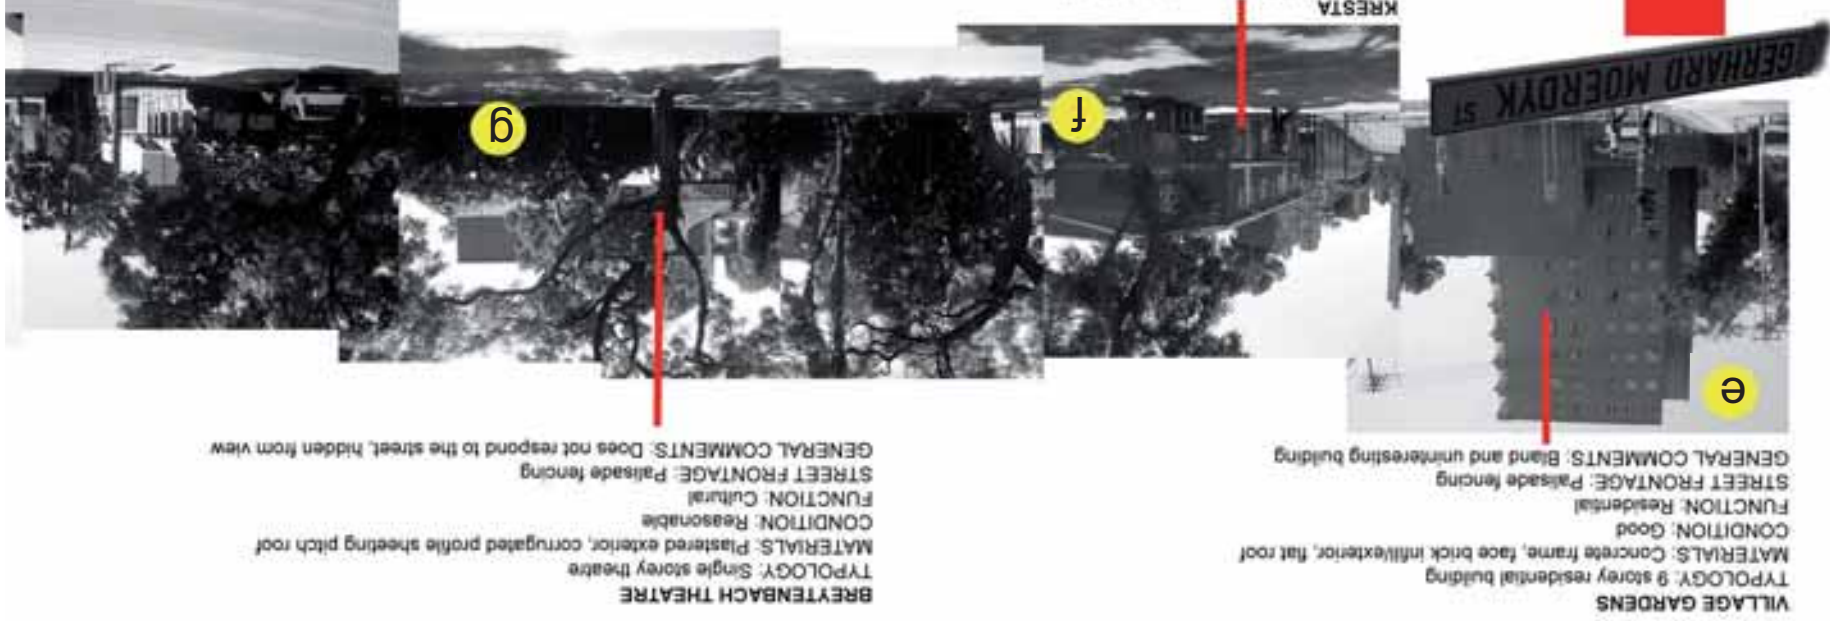 VILLAGE GARDENS
TYPOLOGY: 9 storey residential building
MATERIALS: Concrete frame, face brick infill/exterior, flat roof
CONDITION: Good
FUNCTION: Residential
STREET FRONTAGE: Palisade fencing
GENERAL COMMENTS: Bland and uninteresting building
BREYTENBACH THEATRE
TYPOLOGY: Single storey theatre
MATERIALS: Plastered exterior, corrugated profile sheeting pitch roof
CONDITION: Reasonable
FUNCTION: Cultural
STREET FRONTAGE: Palisade fencing
GENERAL COMMENTS: Does not respond to the street, hidden from view
e
f
g
GERHARD MOERDYK ST
KRESTA